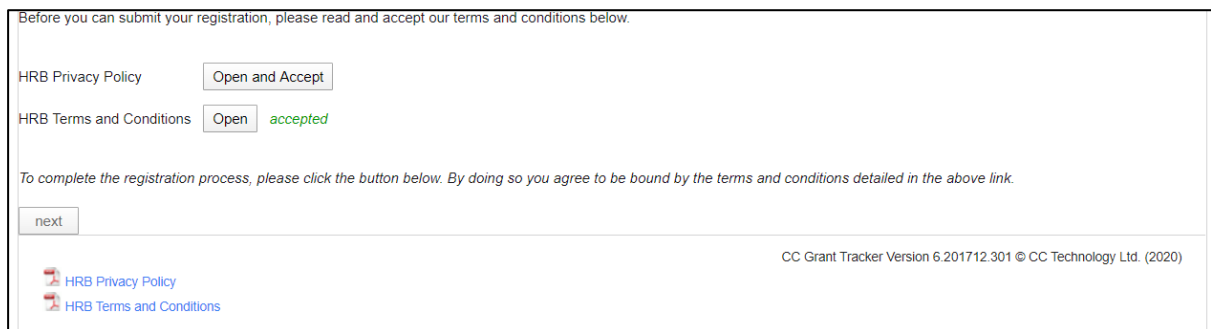 Before you can submit your registration, please read and accept our terms and conditions below.
HRB Privacy Policy Open and Accept
HRB Terms and Conditions Open accepted
To complete the registration process, please click the button below. By doing so you agree to be bound by the terms and conditions detailed in the above link.
next
CC Grant Tracker Version 6.201712.301 © CC Technology Ltd. (2020)
HRB Privacy Policy
HRB Terms and Conditions